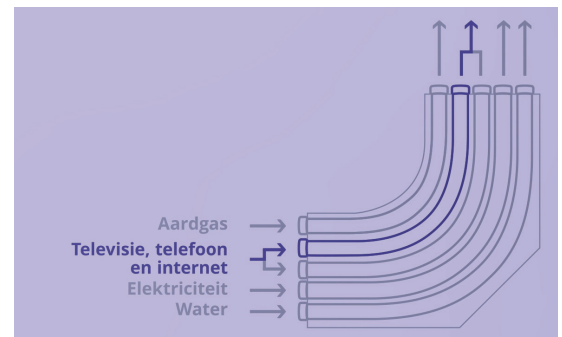 Aardgas
Televisie, telefoon
en internet
Elektriciteit
Water